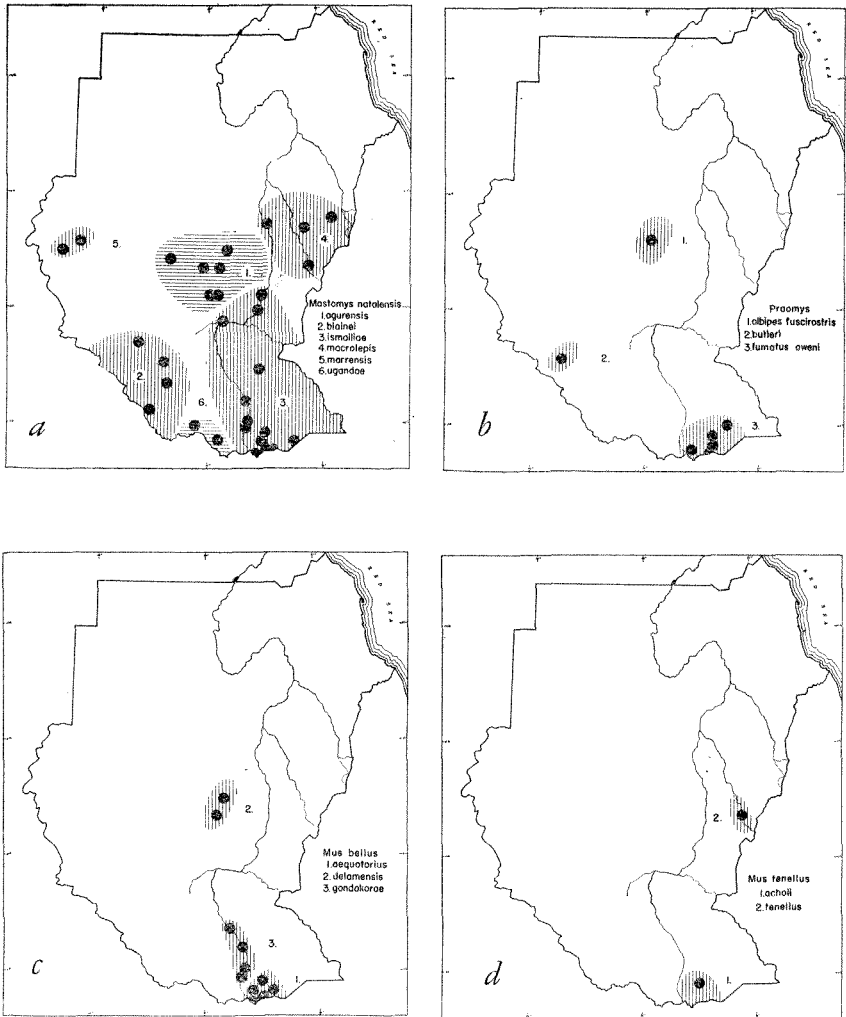 RED SEA
5.
4.
1.
Mastomys natalensis
1.ogurensis
2.blainei
3.ismailiae
4.macrolepis
5.marrensis
6.ugandae
2.
6.
3.
a
RED SEA
1.
Praomys
1.albipes fuscirostris
2.butleri
3.fumatus oweni
2.
3.
b
RED SEA
2.
Mus bellus
1.aequatorius
2.delamensis
3.gondokorae
3.
1.
c
RED SEA
2.
Mus tenellus
1.acholi
2.tenellus
1.
d